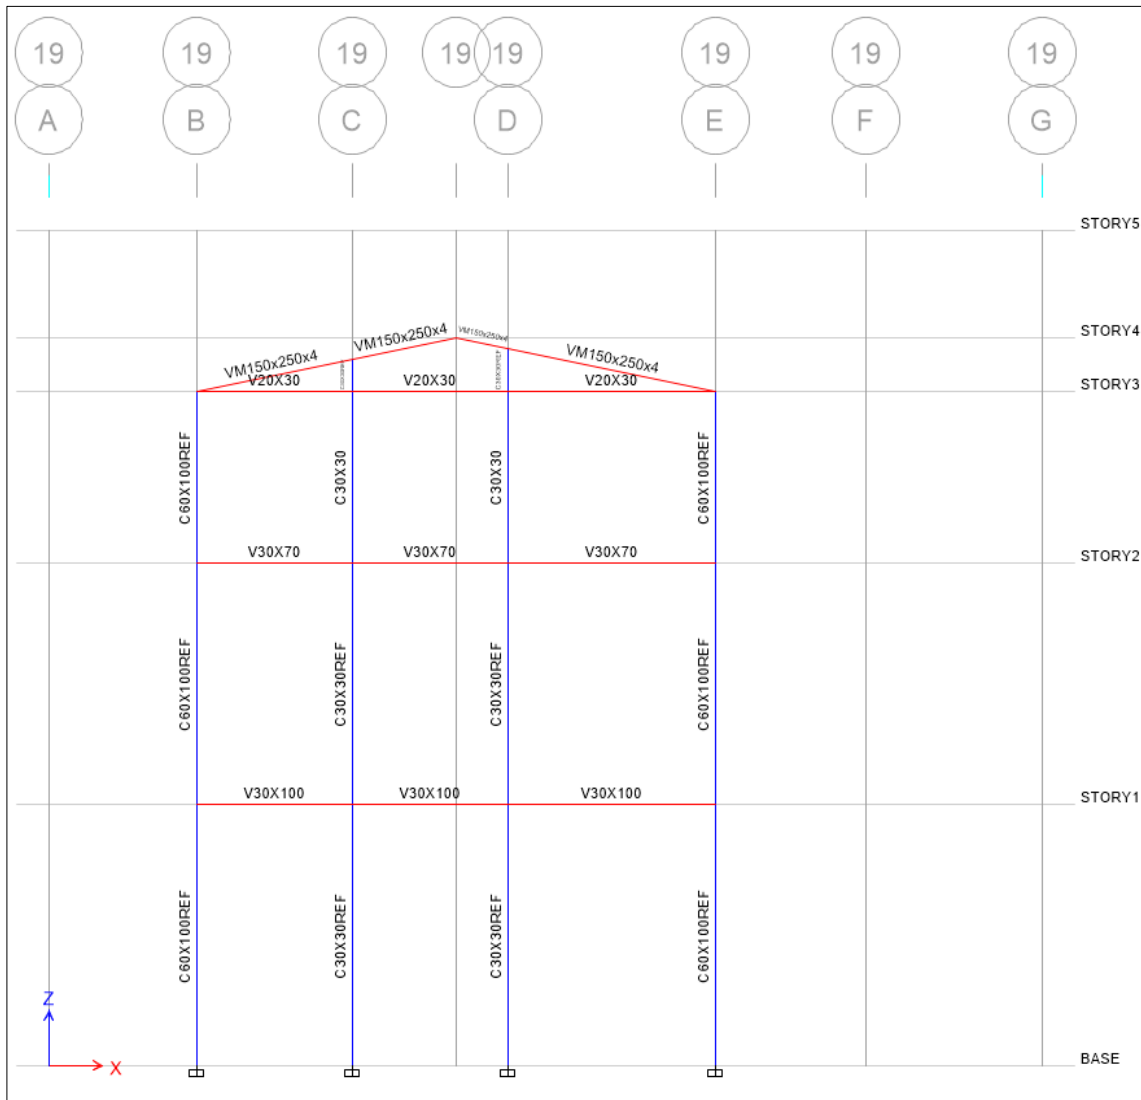 19 19 19 19 19 19 19 19
A B C D E F G
STORY5
STORY4
VM150x250x4 VM150x250x4 VM150x250x4 VM150x250x4
V20X30 V20X30 V20X30
C30X30REF
STORY3
C60X100REF C30X30 C30X30 C60X100REF
V30X70 V30X70 V30X70
STORY2
C60X100REF C30X30REF C30X30REF C60X100REF
V30X100 V30X100 V30X100
STORY1
C60X100REF C30X30REF C30X30REF C60X100REF
Z
X
BASE